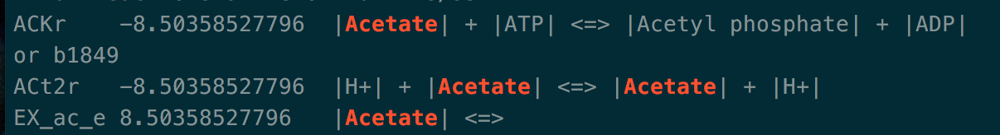 ACKr    -8.50358527796  |Acetate| + |ATP| <=> |Acetyl phosphate| + |ADP|
or b1849
ACt2r   -8.50358527796  |H+| + |Acetate| <=> |Acetate| + |H+|
EX_ac_e 8.50358527796   |Acetate| <=>